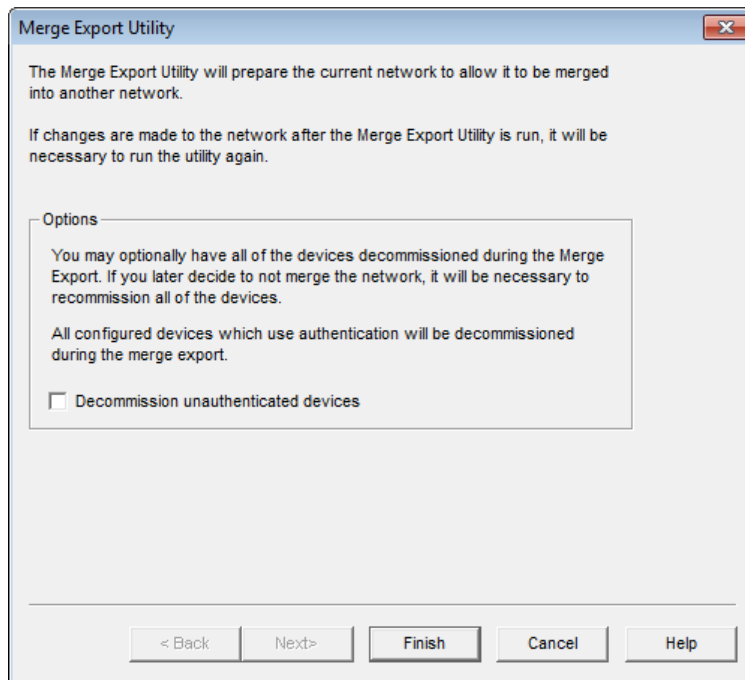 Merge Export Utility
The Merge Export Utility will prepare the current network to allow it to be merged
into another network.
If changes are made to the network after the Merge Export Utility is run, it will be
necessary to run the utility again.
Options
You may optionally have all of the devices decommissioned during the Merge
Export. If you later decide to not merge the network, it will be necessary to
recommission all of the devices.
All configured devices which use authentication will be decommissioned
during the merge export.
Decommission unauthenticated devices
< Back Next> Finish Cancel Help